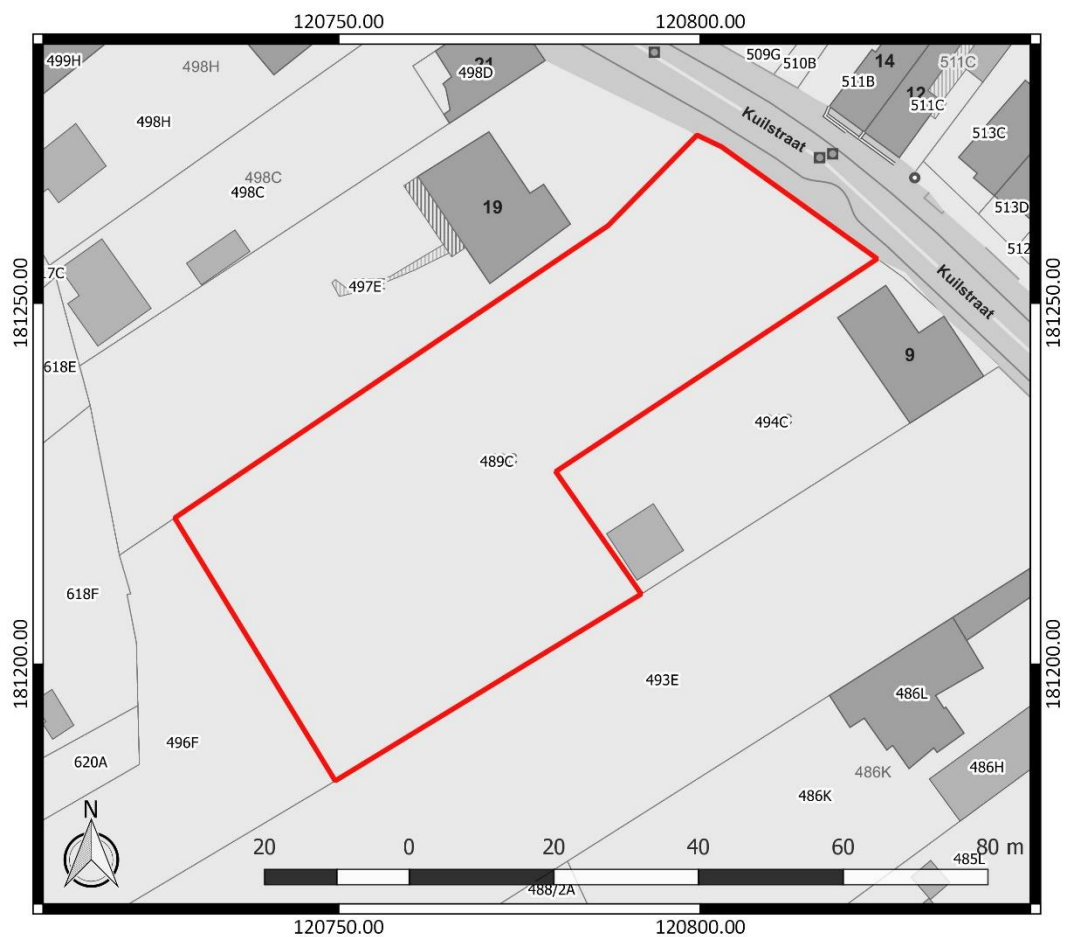 120750.00
120800.00
499H
498H
21
498D
509G
510B
14
511C
511B
12
511C
Kuilstraat
498H
513C
498C
498C
19
513D
512
17C
497E
181250.00
181250.00
Kuilstraat
9
618E
494C
489C
618F
181200.00
181200.00
493E
486L
496F
620A
486K
486H
486K
N
20 0 20 40 60 80 m
485L
488/2A
120750.00
120800.00